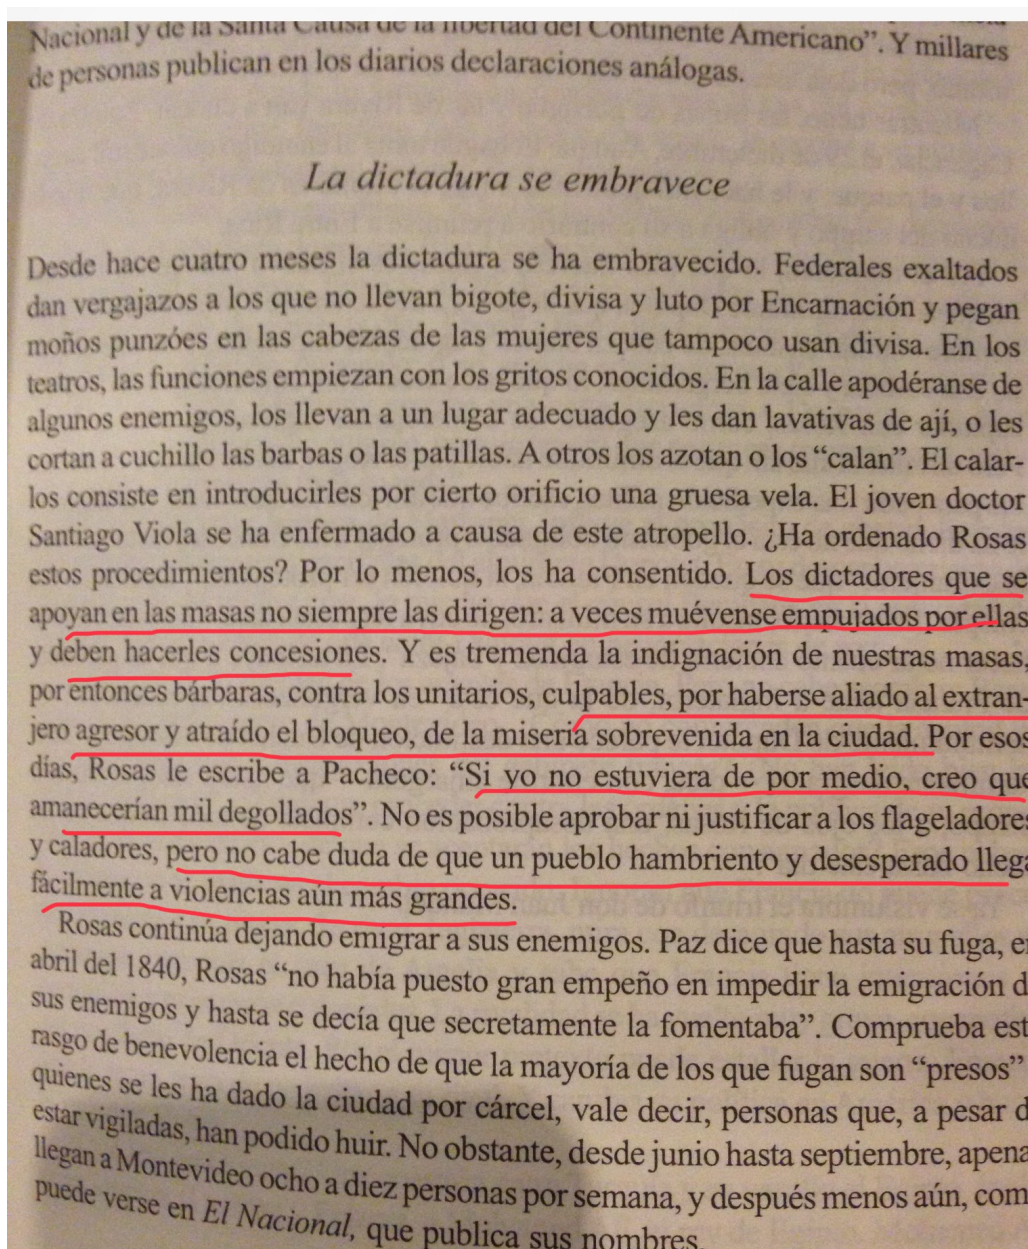 Nacional y de la Santa Causa de la libertad del Continente Americano”. Y millares
de personas publican en los diarios declaraciones análogas.
La dictadura se embravece
Desde hace cuatro meses la dictadura se ha embravecido. Federales exaltados
dan vergajazos a los que no llevan bigote, divisa y luto por Encarnación y pegan
moños punzóes en las cabezas de las mujeres que tampoco usan divisa. En los
teatros, las funciones empiezan con los gritos conocidos. En la calle apodéranse de
algunos enemigos, los llevan a un lugar adecuado y les dan lavativas de ají, o les
cortan a cuchillo las barbas o las patillas. A otros los azotan o los “calan”. El calar-
los consiste en introducirles por cierto orificio una gruesa vela. El joven doctor
Santiago Viola se ha enfermado a causa de este atropello. ¿Ha ordenado Rosas
estos procedimientos? Por lo menos, los ha consentido. Los dictadores que se
apoyan en las masas no siempre las dirigen: a veces muévense empujados por ellas
y deben hacerles concesiones. Y es tremenda la indignación de nuestras masas,
por entonces bárbaras, contra los unitarios, culpables, por haberse aliado al extran-
jero agresor y atraído el bloqueo, de la miseria sobrevenida en la ciudad. Por esos
días, Rosas le escribe a Pacheco: “Si yo no estuviera de por medio, creo que
amanecerían mil degollados”. No es posible aprobar ni justificar a los flageladores
y caladores, pero no cabe duda de que un pueblo hambriento y desesperado llega
fácilmente a violencias aún más grandes.
Rosas continúa dejando emigrar a sus enemigos. Paz dice que hasta su fuga, en
abril del 1840, Rosas “no había puesto gran empeño en impedir la emigración d
sus enemigos y hasta se decía que secretamente la fomentaba”. Comprueba est
rasgo de benevolencia el hecho de que la mayoría de los que fugan son “presos”
quienes se les ha dado la ciudad por cárcel, vale decir, personas que, a pesar d
estar vigiladas, han podido huir. No obstante, desde junio hasta septiembre, apena
llegan a Montevideo ocho a diez personas por semana, y después menos aún, com
puede verse en El Nacional, que publica sus nombres.